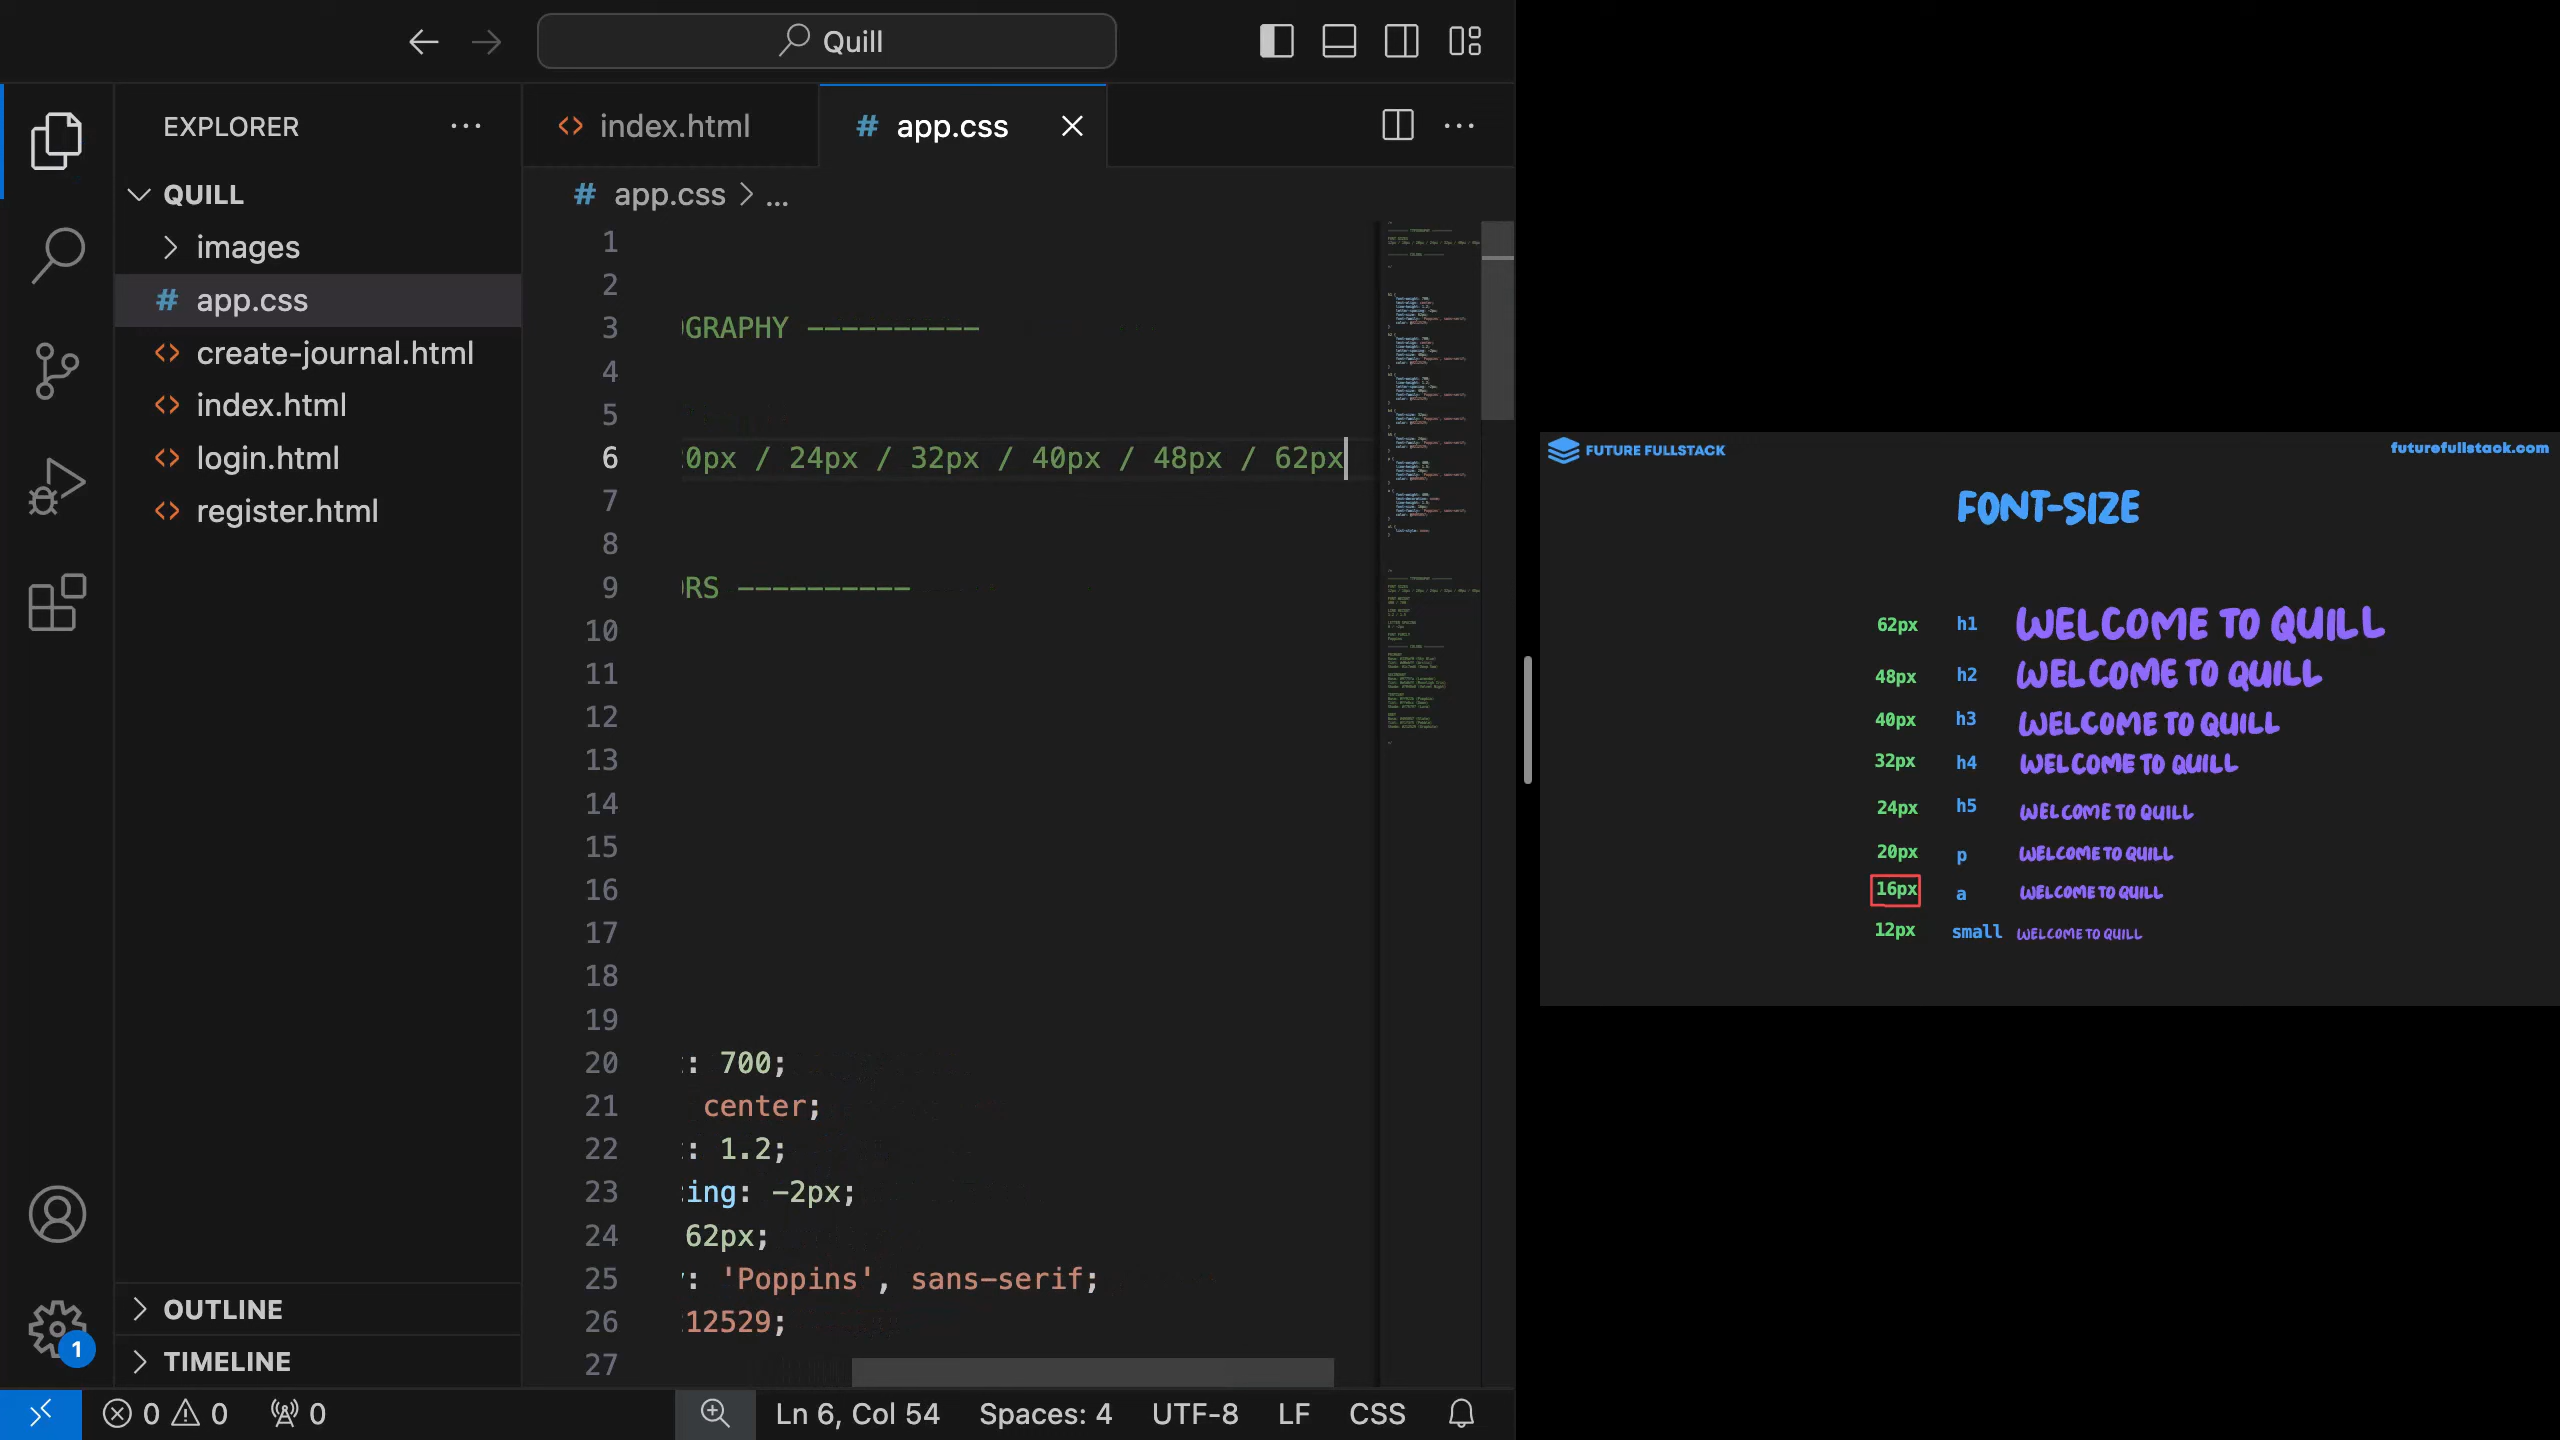 Quill
EXPLORER
index.html
# app.css
QUILL
# app.css > ...
images
# app.css
create-journal.html
index.html
login.html
register.html
1
2
3 GRAPHY ----------
4
5
6 0px / 24px / 32px / 40px / 48px / 62px
7
8
9 RS ----------
10
11
12
13
14
15
16
17
18
19
20 : 700;
21 center;
22 : 1.2;
23 ing: -2px;
24 62px;
25 : 'Poppins', sans-serif;
26 12529;
27
OUTLINE
TIMELINE
1
0 0 0
Ln 6, Col 54 Spaces: 4 UTF-8 LF CSS
FUTURE FULLSTACK
futurefullstack.com
FONT-SIZE
62px h1 WELCOME TO QUILL
48px h2 WELCOME TO QUILL
40px h3 WELCOME TO QUILL
32px h4 WELCOME TO QUILL
24px h5 WELCOME TO QUILL
20px p WELCOME TO QUILL
16px a WELCOME TO QUILL
12px small WELCOME TO QUILL